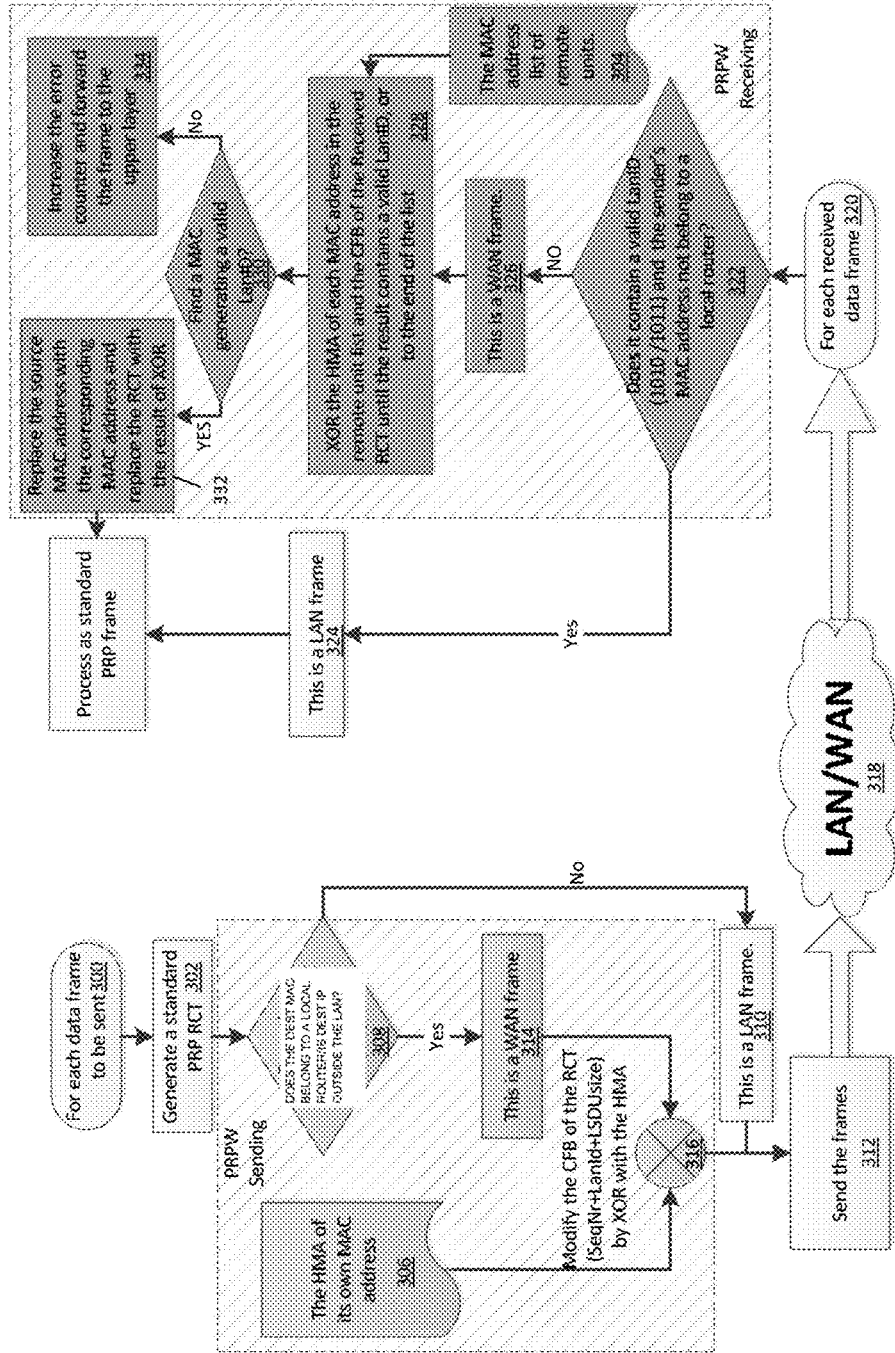 For each data frame
to be sent 300
Generate a standard
PRP RCT 302
PRPW
Sending
DOES THE DEST MAC
BELONG TO A LOCAL
ROUTER/IS DEST IP
OUTSIDE THE LAN?
308
Yes
No
The HMA of
its own MAC
address
306
This is a WAN frame
314
Modify the CFB of the RCT
(SeqNr+LanId+LSDUsize)
by XOR with the HMA
316
This is a LAN frame.
310
Send the frames
312
LAN/WAN
318
For each received
data frame 320
PRPW
Receiving
Does it contain a valid LanID
(1010 /1011) and the sender's
MAC address not belong to a
local router?
322
Yes
NO
This is a LAN frame
324
Process as standard
PRP frame
This is a WAN frame.
326
The MAC
address
list of
remote
units.
XOR the HMA of each MAC address in the
remote unit list and the CFB of the Received
RCT until the result contains a valid LanID, or
to the end of the list
328
Find a MAC
generating a valid
LanID?
330
YES
No
Replace the source
MAC address with
the corresponding
MAC address and
replace the RCT with
the result of XOR
332
Increase the error
counter and forward
the frame to the
upper layer
334